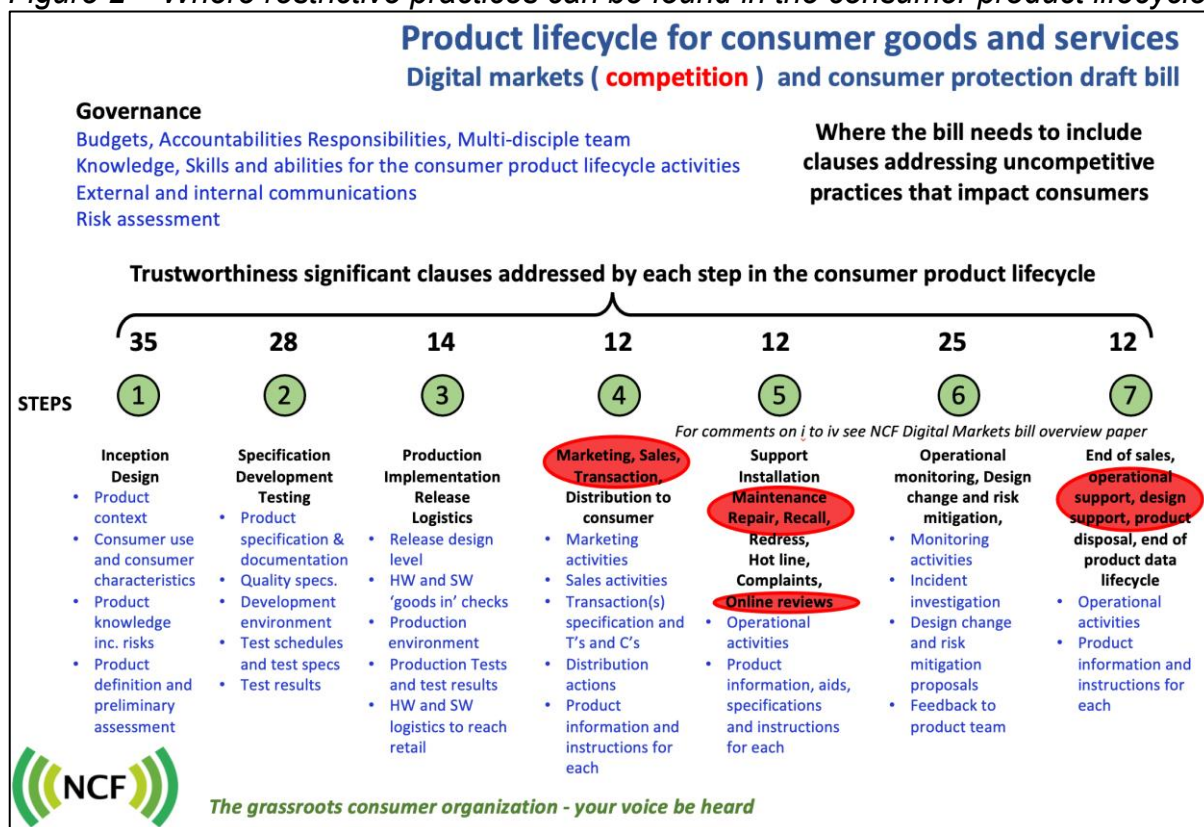 Figure 2 – Where restrictive practices can be found in the consumer product lifecycle
Product lifecycle for consumer goods and services
Digital markets ( competition ) and consumer protection draft bill
Governance
Budgets, Accountabilities Responsibilities, Multi-disciple team
Knowledge, Skills and abilities for the consumer product lifecycle activities
External and internal communications
Risk assessment
Where the bill needs to include
clauses addressing uncompetitive
practices that impact consumers
Trustworthiness significant clauses addressed by each step in the consumer product lifecycle
35 28 14 12 12 25 12
STEPS 1 2 3 4 5 6 7
For comments on i to iv see NCF Digital Markets bill overview paper
Inception
Design
• Product
context
• Consumer use
and consumer
characteristics
• Product
knowledge
inc. risks
• Product
definition and
preliminary
assessment
Specification
Development
Testing
• Product
specification &
documentation
• Quality specs.
• Development
environment
• Test schedules
and test specs
• Test results
Production
Implementation
Release
Logistics
• Release design
level
• HW and SW
‘goods in’ checks
• Production
environment
• Production Tests
and test results
• HW and SW
logistics to reach
retail
Marketing, Sales,
Transaction,
Distribution to
consumer
• Marketing
activities
• Sales activities
• Transaction(s)
specification and
T’s and C’s
• Distribution
actions
• Product
information and
instructions for
each
Support
Installation
Maintenance
Repair, Recall,
Redress,
Hot line,
Complaints,
Online reviews
• Operational
activities
• Product
information, aids,
specifications
and instructions
for each
Operational
monitoring, Design
change and risk
mitigation,
• Monitoring
activities
• Incident
investigation
• Design change
and risk
mitigation
proposals
• Feedback to
product team
End of sales,
operational
support, design
support, product
disposal, end of
product data
lifecycle
• Operational
activities
• Product
information and
instructions for
each
NCF
The grassroots consumer organization - your voice be heard